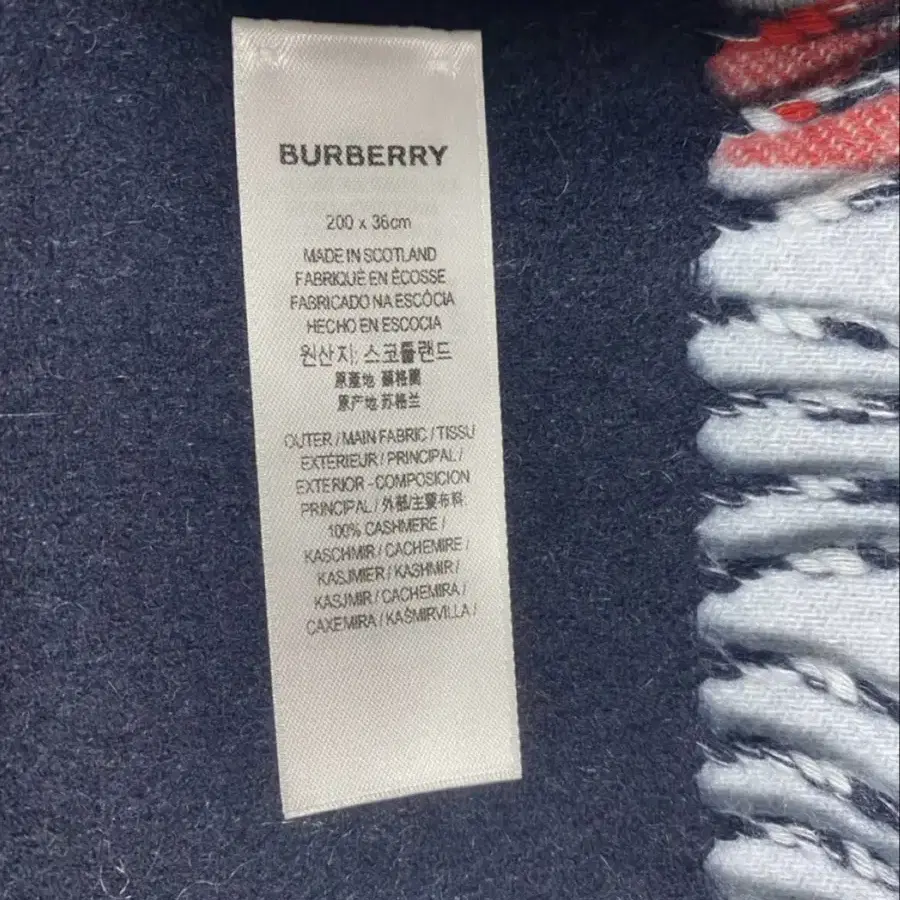 BURBERRY
200 x 36cm
MADE IN SCOTLAND
FABRIQUÉ EN ÉCOSSE
FABRICADO NA ESCÓCIA
HECHO EN ESCOCIA
원산지: 스코틀랜드
原產地 蘇格蘭
原产地 苏格兰
OUTER / MAIN FABRIC / TISSU
EXTÉRIEUR / PRINCIPAL /
EXTERIOR - COMPOSICION
PRINCIPAL / 外部/主要布料:
100% CASHMERE /
KASCHMIR / CACHEMIRE /
KASJMIER / KASHMIR /
KASJMIR / CACHEMIRA /
CAXEMIRA / KAŠMIRVILLA /